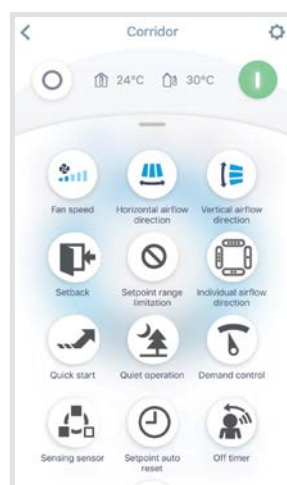 Corridor
24°C 30°C
Fan speed
Horizontal airflow
direction
Vertical airflow
direction
Setback
Setpoint range
limitation
Individual airflow
direction
Quick start
Quiet operation
Demand control
Sensing sensor
Setpoint auto
reset
Off timer